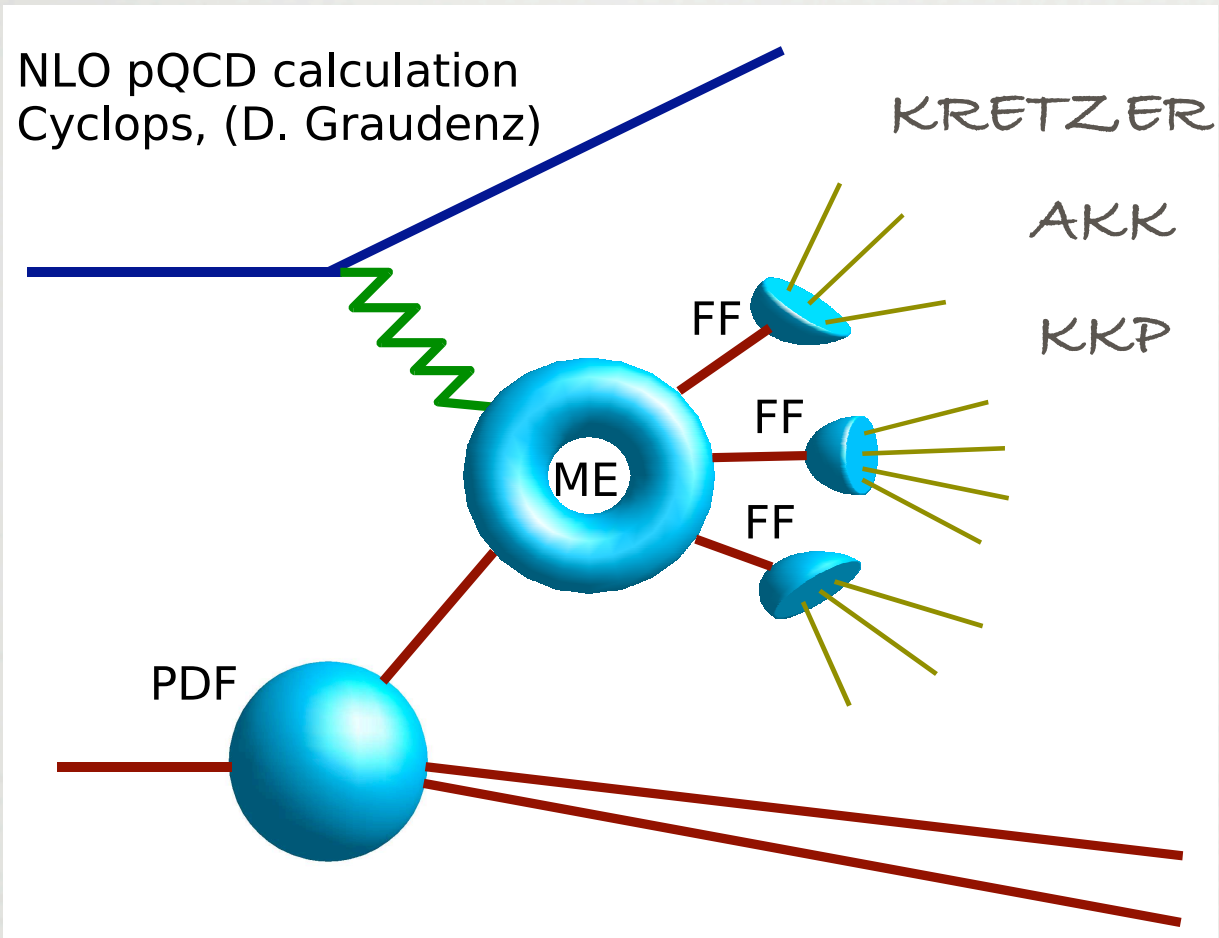 NLO pQCD calculation
Cyclops, (D. Graudenz)
KRETZER
AKK
KKP
FF
FF
FF
ME
PDF